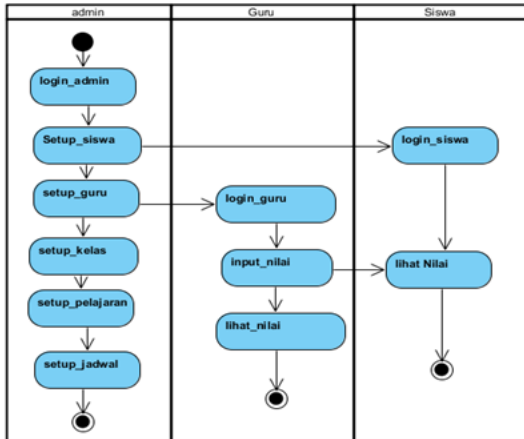 admin
Guru
Siswa
login_admin
Setup_siswa
login_siswa
setup_guru
login_guru
setup_kelas
input_nilai
lihat Nilai
setup_pelajaran
lihat_nilai
setup_jadwal